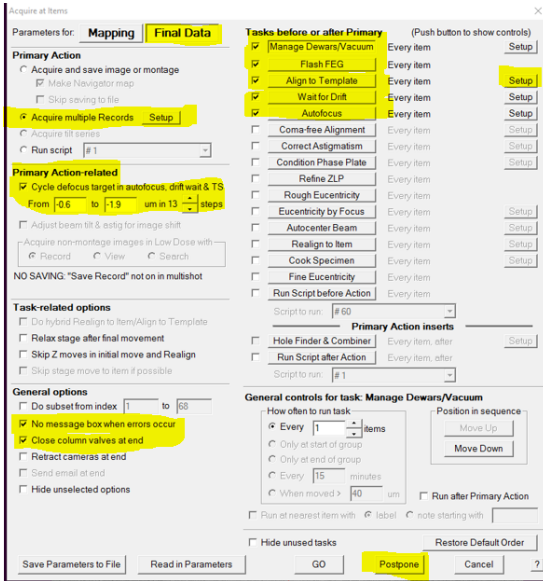 Acquire at Items
Parameters for: Mapping Final Data
Primary Action
Acquire and save image or montage
Make Navigator map
Skip saving to file
Acquire multiple Records Setup
Acquire tilt series
Run script #1
Primary Action-related
Cycle defocus target in autofocus, drift wait & TS
From -0.6 to -1.9 um in 13 steps
Adjust beam tilt & astig for image shift
Acquire non-montage images in Low Dose with
Record View Search
NO SAVING: "Save Record" not on in multishot
Task-related options
Do hybrid Realign to Item/Align to Template
Relax stage after final movement
Skip Z moves in initial move and Realign
Skip stage move to item if possible
General options
Do subset from index 1 to 68
No message box when errors occur
Close column valves at end
Retract cameras at end
Send email at end
Hide unselected options
Tasks before or after Primary (Push button to show controls)
Manage Dewars/Vacuum Every item Setup
Flash FEG Every item
Align to Template Every item Setup
Wait for Drift Every item Setup
Autofocus Every item Setup
Coma-free Alignment Every item Setup
Correct Astigmatism Every item Setup
Condition Phase Plate Every item Setup
Refine ZLP Every item
Rough Eucentricity Every item
Eucentricity by Focus Every item Setup
Autocenter Beam Every item Setup
Realign to Item Every item Setup
Cook Specimen Every item Setup
Fine Eucentricity Every item
Run Script before Action Every item
Script to run: #60
Primary Action inserts
Hole Finder & Combiner Every item, after Setup
Run Script after Action Every item, after
Script to run: #1
General controls for task: Manage Dewars/Vacuum
How often to run task Position in sequence
Every 1 items Move Up
Only at start of group
Only at end of group Move Down
Every 15 minutes
When moved > 40 um Run after Primary Action
Run at nearest item with label note starting with
Hide unused tasks Restore Default Order
Save Parameters to File Read in Parameters GO Postpone Cancel ?